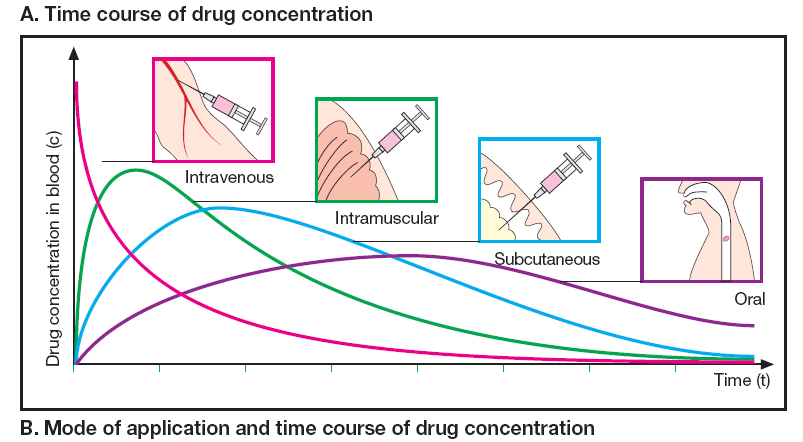 A. Time course of drug concentration
Drug concentration in blood (c)
Intravenous
Intramuscular
Subcutaneous
Oral
Time (t)
B. Mode of application and time course of drug concentration